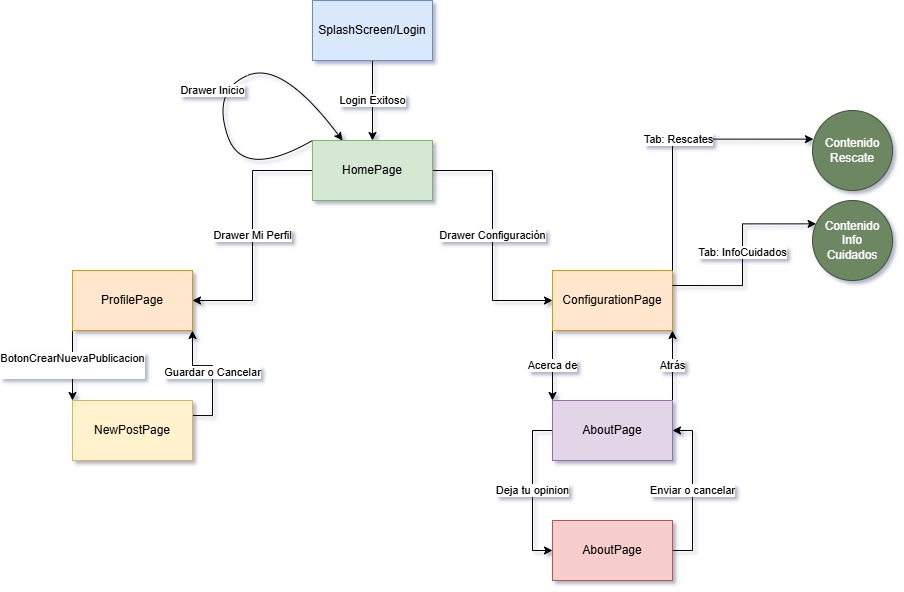 SplashScreen/Login
Drawer Inicio
Login Exitoso
HomePage
Tab: Rescates
Contenido
Rescate
Drawer Mi Perfil
Drawer Configuración
Tab: InfoCuidados
Contenido
Info
Cuidados
ProfilePage
ConfigurationPage
BotonCrearNuevaPublicacion
Guardar o Cancelar
Acerca de
Atrás
NewPostPage
AboutPage
Deja tu opinion
Enviar o cancelar
AboutPage